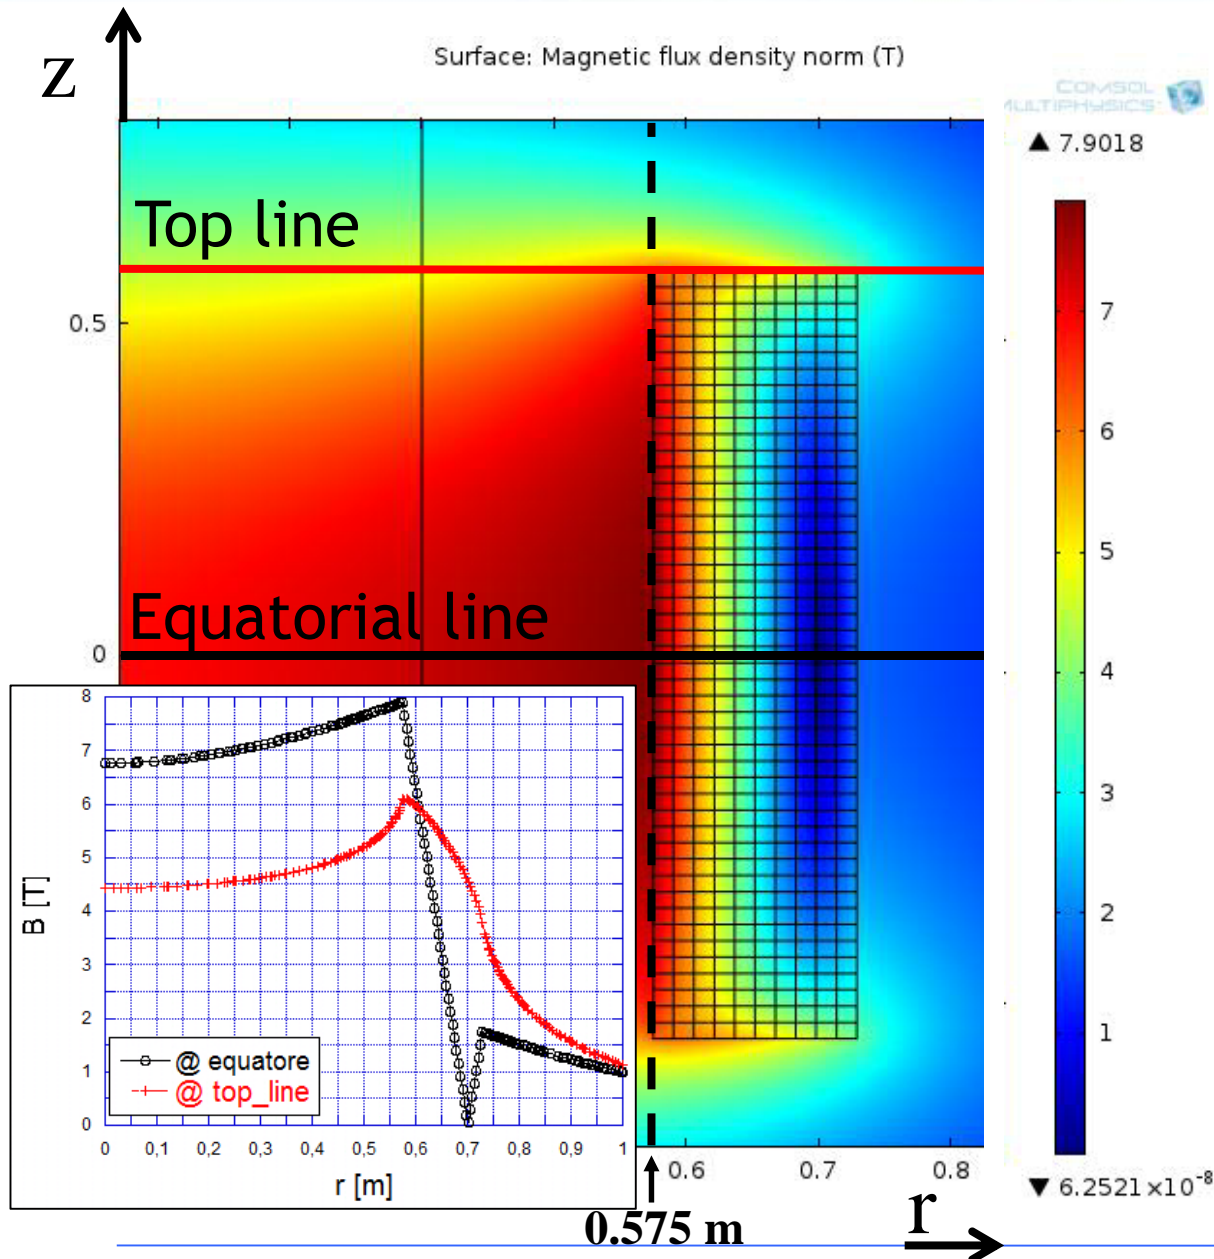 z
Surface: Magnetic flux density norm (T)
COMSOL
MULTIPHYSICS
▲ 7.9018
Top line
7
0.5
6
5
Equatorial line
0
4
8
7
6
5
4
3
2
1
0
B [T]
@ equatore
@ top_line
0 0,1 0,2 0,3 0,4 0,5 0,6 0,7 0,8 0,9 1
r [m]
3
2
1
0.6 0.7 0.8
▼ 6.2521×10⁻⁸
0.575 m
r